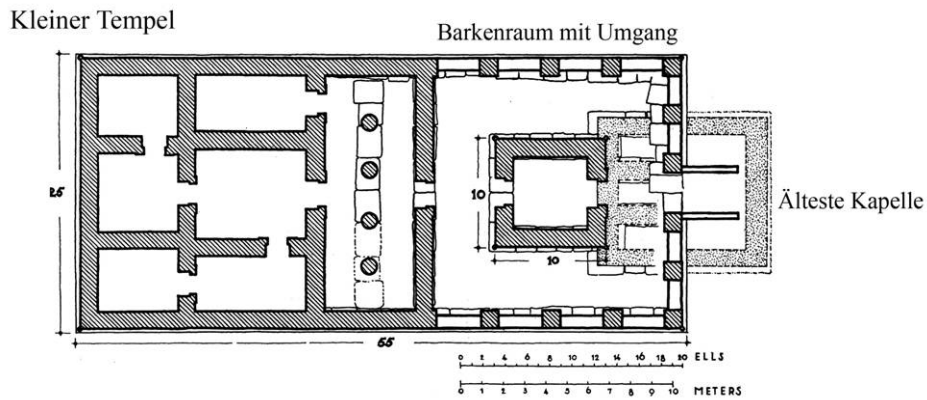 Kleiner Tempel
Barkenraum mit Umgang
25
10
10
Älteste Kapelle
55
0 2 4 6 8 10 12 14 16 18 20 ELLS
0 1 2 3 4 5 6 7 8 9 10 METERS